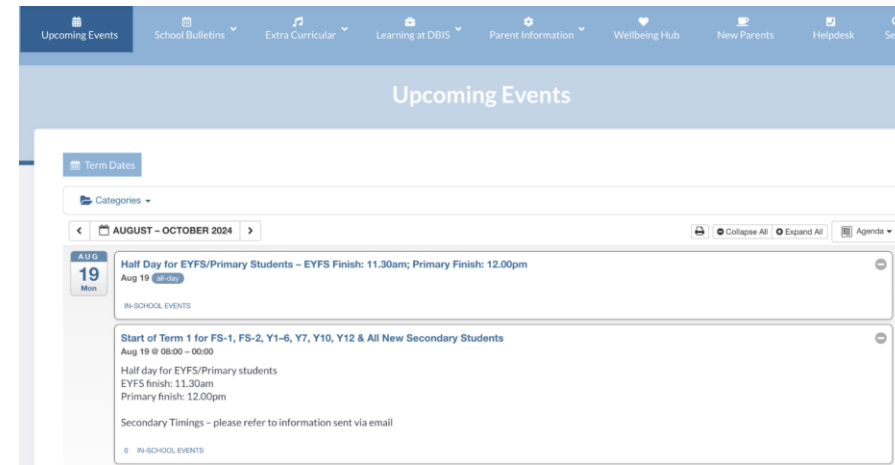 Upcoming Events
School Bulletins
Extra Curricular
Learning at DBIS
Parent Information
Wellbeing Hub
New Parents
Helpdesk
Upcoming Events
Term Dates
Categories
AUGUST – OCTOBER 2024
Collapse All Expand All
Agenda
AUG
19
Mon
Half Day for EYFS/Primary Students – EYFS Finish: 11.30am; Primary Finish: 12.00pm
Aug 19 all-day
IN-SCHOOL EVENTS
Start of Term 1 for FS-1, FS-2, Y1–6, Y7, Y10, Y12 & All New Secondary Students
Aug 19 @ 08:00 – 00:00
Half day for EYFS/Primary students
EYFS finish: 11.30am
Primary finish: 12.00pm
Secondary Timings – please refer to information sent via email
0 IN-SCHOOL EVENTS